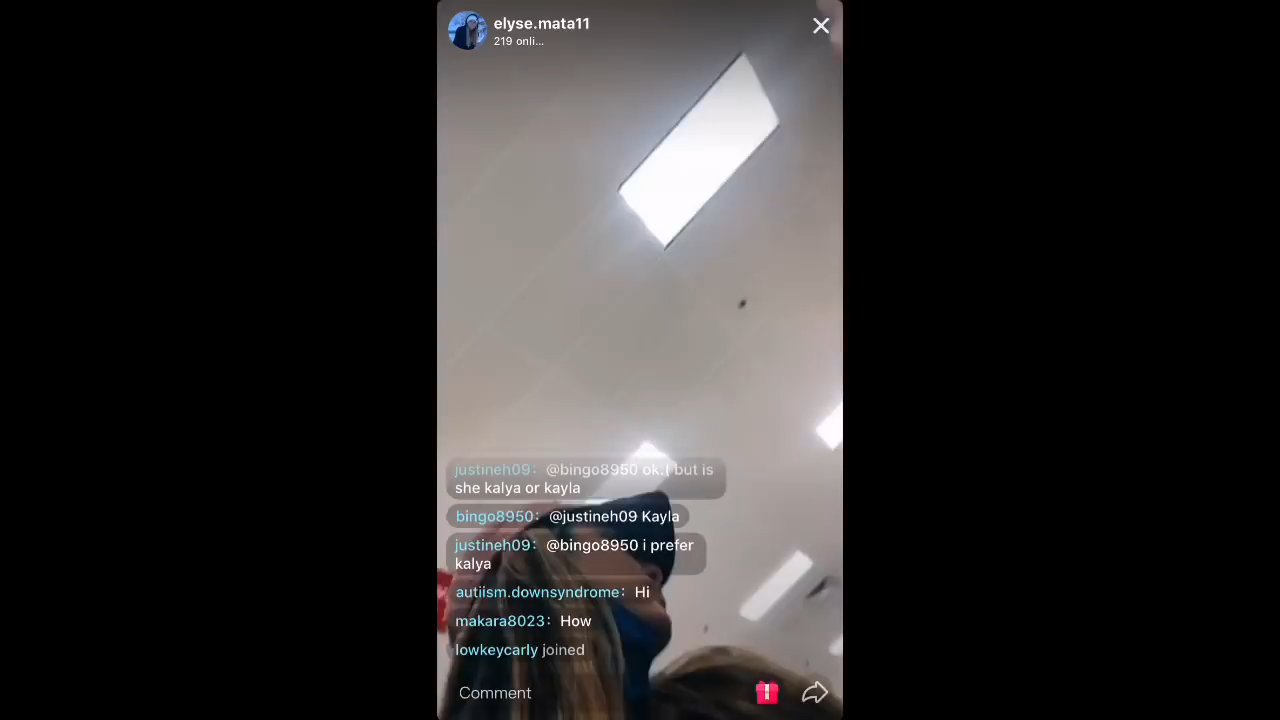 elyse.mata11
219 onli...
justineh09: @bingo8950 ok.( but is
she kalya or kayla
bingo8950: @justineh09 Kayla
justineh09: @bingo8950 i prefer
kalya
autiism.downsyndrome: Hi
makara8023: How
lowkeycarly joined
Comment